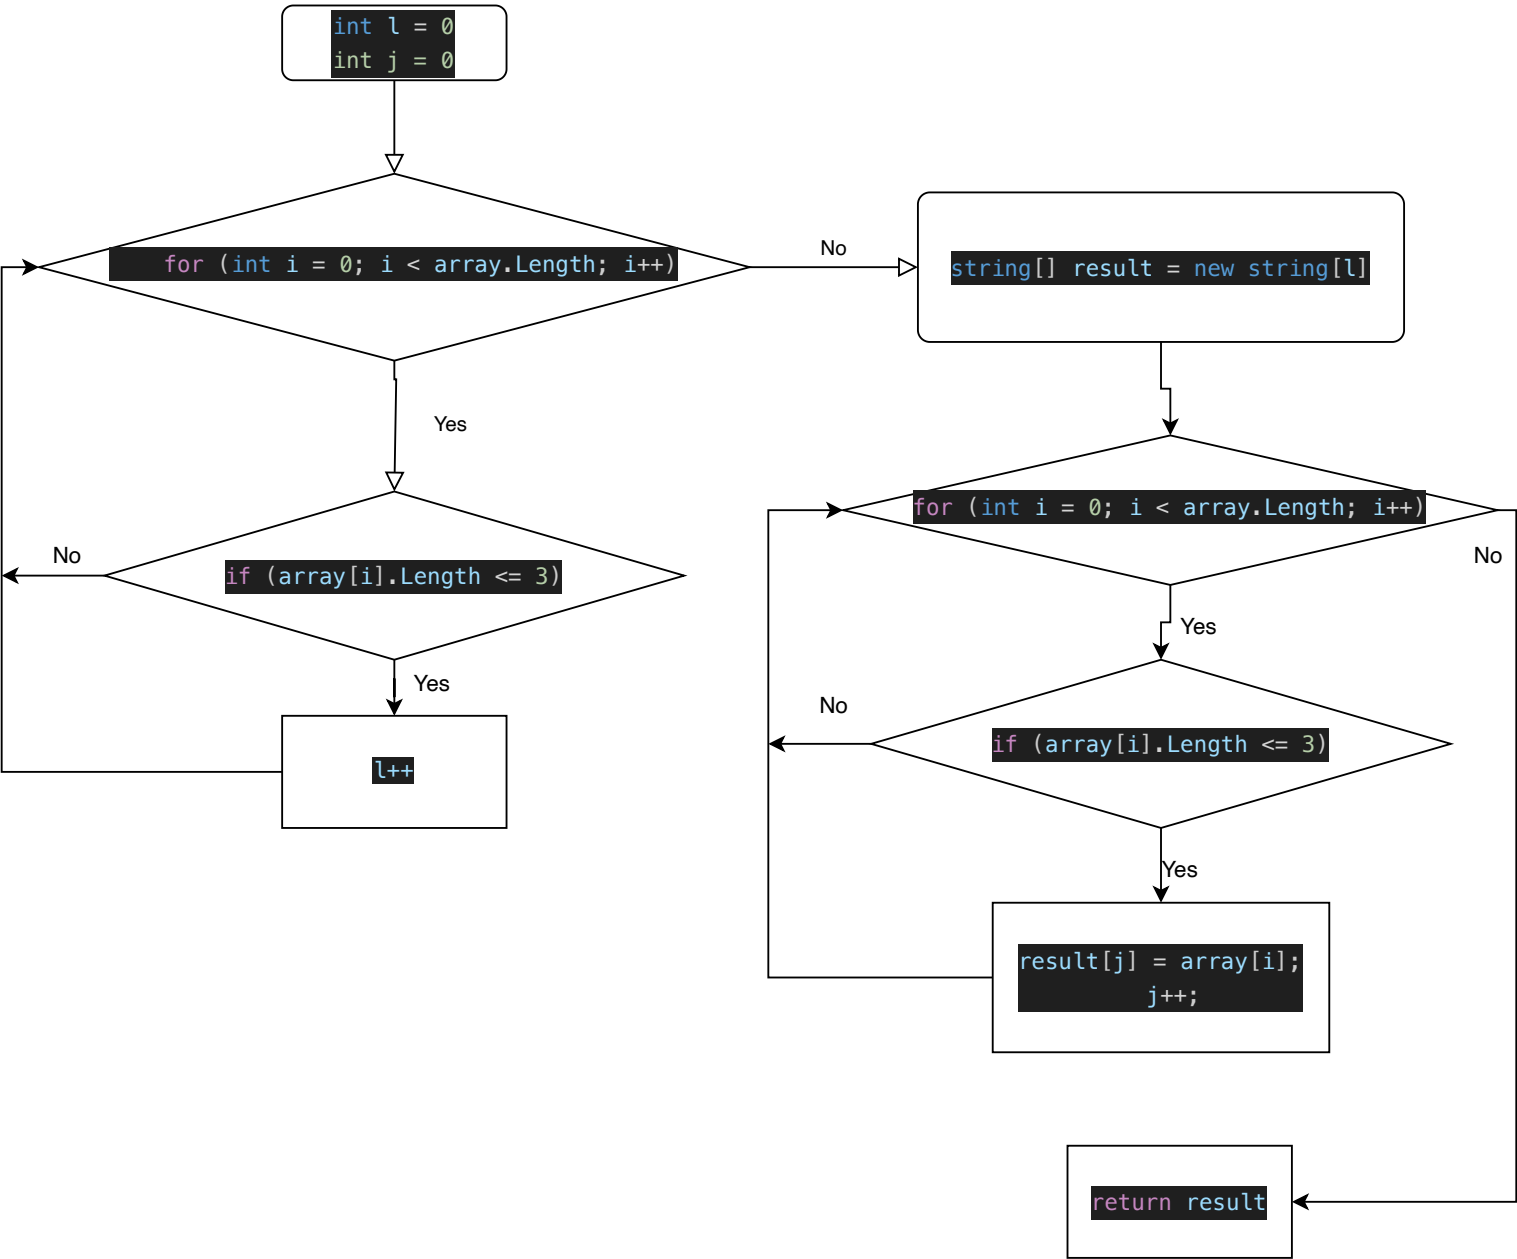 int l = 0
int j = 0
for (int i = 0; i < array.Length; i++)
No
string[] result = new string[l]
Yes
if (array[i].Length <= 3)
No
Yes
l++
for (int i = 0; i < array.Length; i++)
No
Yes
if (array[i].Length <= 3)
No
Yes
result[j] = array[i];
j++;
return result